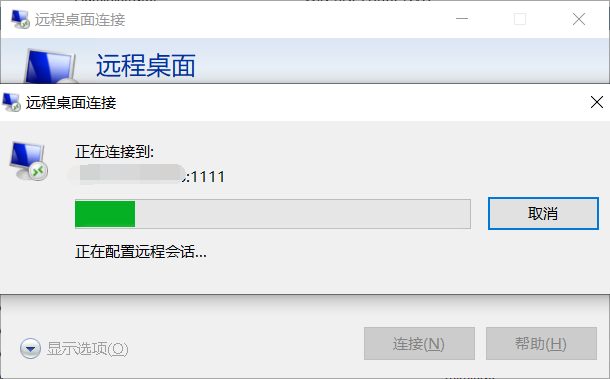 远程桌面连接
远程桌面
远程桌面连接
正在连接到:
:1111
取消
正在配置远程会话...
显示选项(O)
连接(N)
帮助(H)